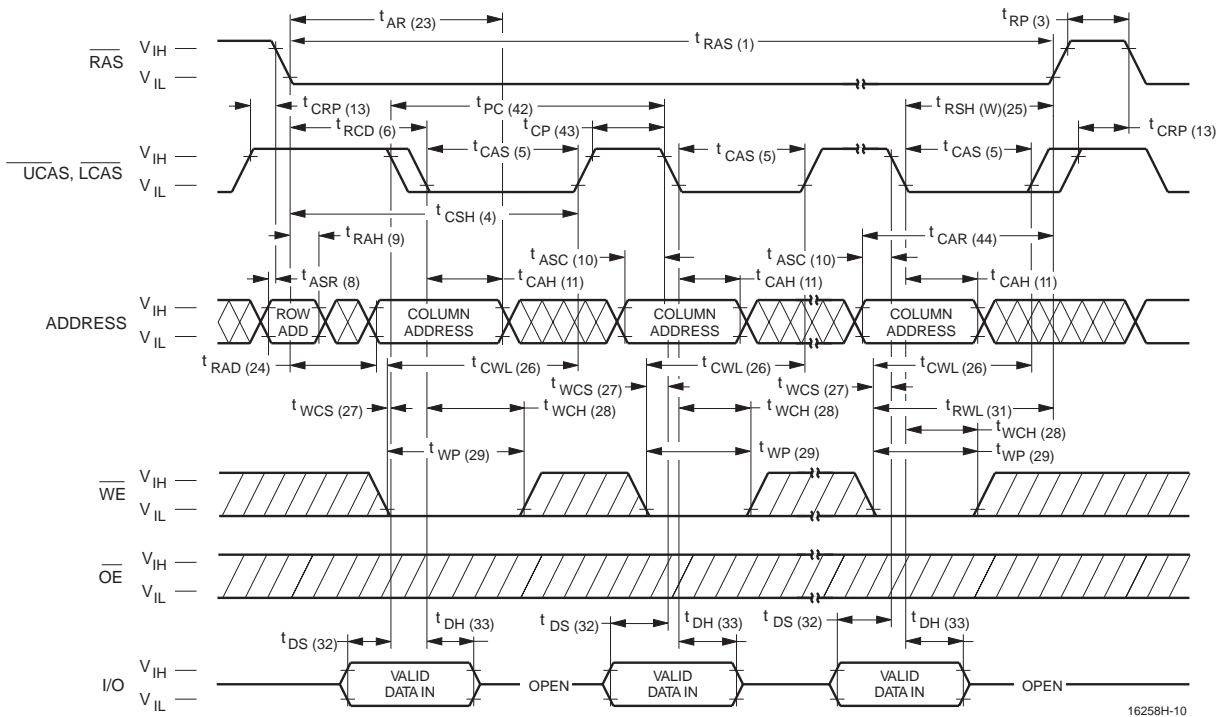 t AR (23)
t RP (3)
t RAS (1)
RAS
V IH
V IL
t CRP (13)
t PC (42)
t RSH (W)(25)
t RCD (6)
t CP (43)
t CRP (13)
UCAS, LCAS
V IH
V IL
t CAS (5)
t CAS (5)
t CAS (5)
t CSH (4)
t RAH (9)
t CAR (44)
t ASC (10)
t ASC (10)
t ASR (8)
t CAH (11)
t CAH (11)
t CAH (11)
ADDRESS
V IH
V IL
ROW
ADD
COLUMN
ADDRESS
COLUMN
ADDRESS
COLUMN
ADDRESS
t RAD (24)
t CWL (26)
t CWL (26)
t CWL (26)
t WCS (27)
t WCS (27)
t WCS (27)
t WCH (28)
t WCH (28)
t RWL (31)
t WCH (28)
t WP (29)
t WP (29)
t WP (29)
WE
V IH
V IL
OE
V IH
V IL
t DS (32)
t DH (33)
t DS (32)
t DH (33)
t DS (32)
t DH (33)
I/O
V IH
V IL
VALID
DATA IN
OPEN
VALID
DATA IN
VALID
DATA IN
OPEN
16258H-10